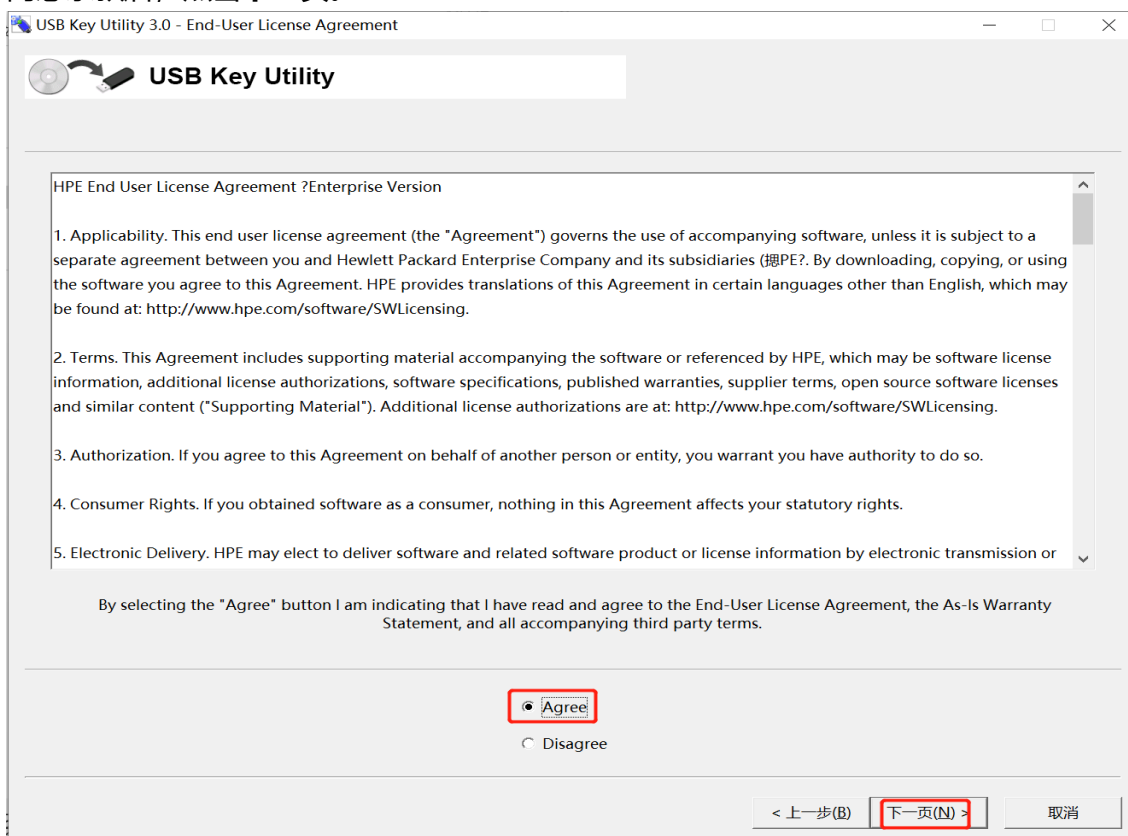 USB Key Utility 3.0 - End-User License Agreement
USB Key Utility
HPE End User License Agreement ?Enterprise Version
1. Applicability. This end user license agreement (the "Agreement") governs the use of accompanying software, unless it is subject to a
separate agreement between you and Hewlett Packard Enterprise Company and its subsidiaries (摁PE?. By downloading, copying, or using
the software you agree to this Agreement. HPE provides translations of this Agreement in certain languages other than English, which may
be found at: http://www.hpe.com/software/SWLicensing.
2. Terms. This Agreement includes supporting material accompanying the software or referenced by HPE, which may be software license
information, additional license authorizations, software specifications, published warranties, supplier terms, open source software licenses
and similar content ("Supporting Material"). Additional license authorizations are at: http://www.hpe.com/software/SWLicensing.
3. Authorization. If you agree to this Agreement on behalf of another person or entity, you warrant you have authority to do so.
4. Consumer Rights. If you obtained software as a consumer, nothing in this Agreement affects your statutory rights.
5. Electronic Delivery. HPE may elect to deliver software and related software product or license information by electronic transmission or
By selecting the "Agree" button I am indicating that I have read and agree to the End-User License Agreement, the As-Is Warranty
Statement, and all accompanying third party terms.
Agree
Disagree
< 上一步(B) 下一页(N) > 取消